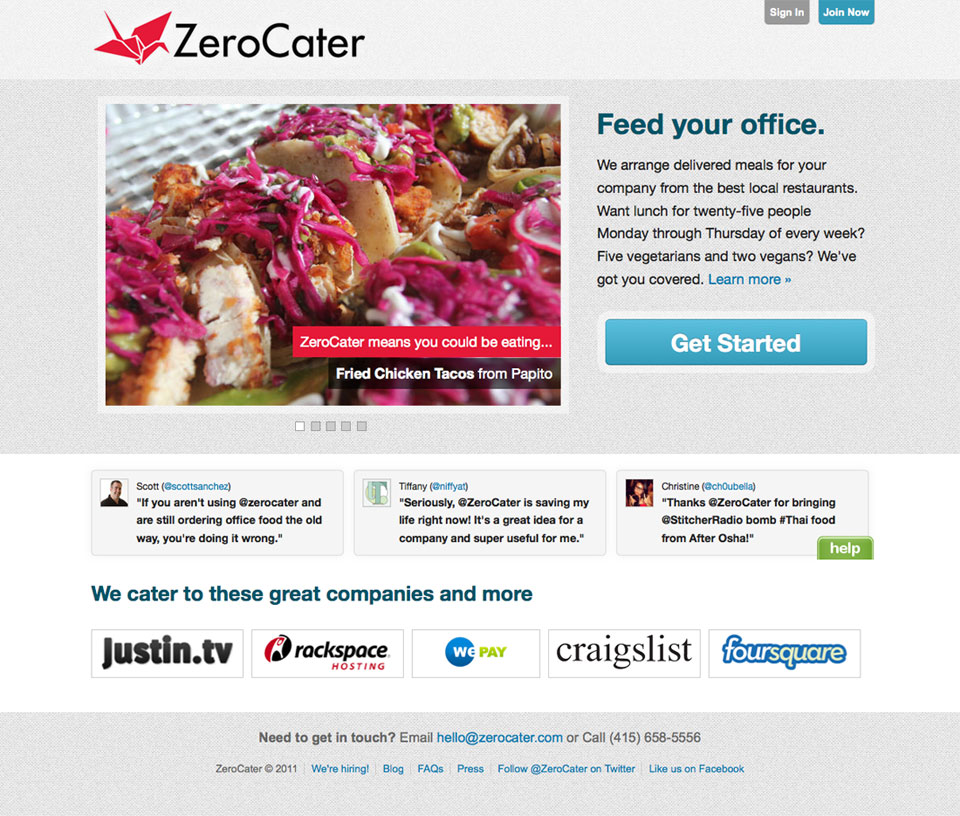 ZeroCater
Sign In
Join Now
Feed your office.
We arrange delivered meals for your
company from the best local restaurants.
Want lunch for twenty-five people
Monday through Thursday of every week?
Five vegetarians and two vegans? We've
got you covered. Learn more »
Get Started
ZeroCater means you could be eating...
Fried Chicken Tacos from Papito
Scott (@scottsanchez)
"If you aren't using @zerocater and
are still ordering office food the old
way, you're doing it wrong."
Tiffany (@niffyat)
"Seriously, @ZeroCater is saving my
life right now! It's a great idea for a
company and super useful for me."
Christine (@ch0ubella)
"Thanks @ZeroCater for bringing
@StitcherRadio bomb #Thai food
from After Osha!"
help
We cater to these great companies and more
Justin.tv
rackspace
HOSTING
WePAY
craigslist
foursquare
Need to get in touch? Email hello@zerocater.com or Call (415) 658-5556
ZeroCater © 2011 We're hiring! Blog FAQs Press Follow @ZeroCater on Twitter Like us on Facebook